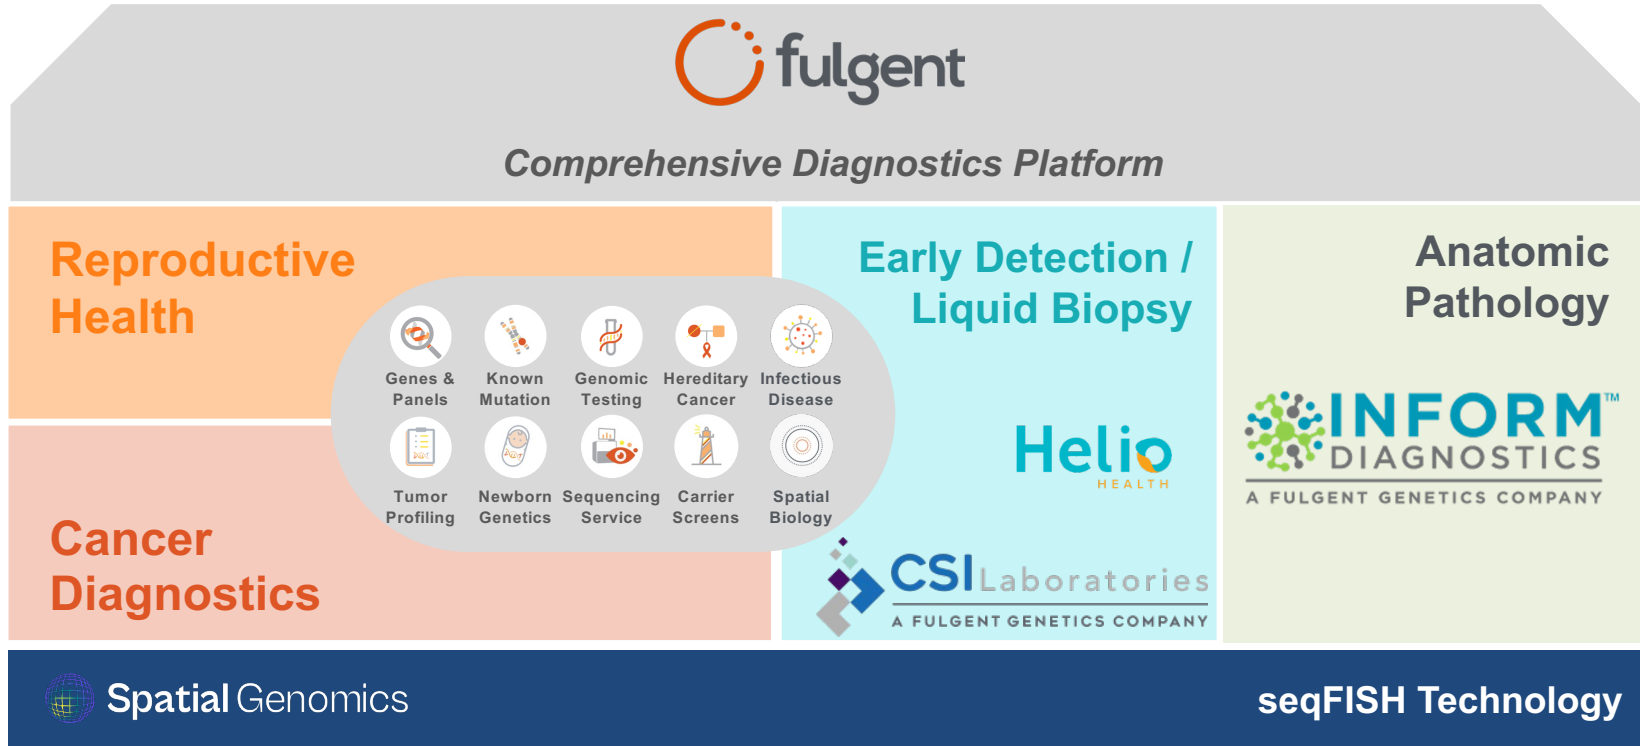 fulgent
Comprehensive Diagnostics Platform
Reproductive
Health
Cancer
Diagnostics
Genes &
Panels
Known
Mutation
Genomic
Testing
Hereditary
Cancer
Infectious
Disease
Tumor
Profiling
Newborn
Genetics
Sequencing
Service
Carrier
Screens
Spatial
Biology
Early Detection /
Liquid Biopsy
Helio
HEALTH
CSI Laboratories
A FULGENT GENETICS COMPANY
Anatomic
Pathology
INFORM™
DIAGNOSTICS
A FULGENT GENETICS COMPANY
Spatial Genomics
seqFISH Technology